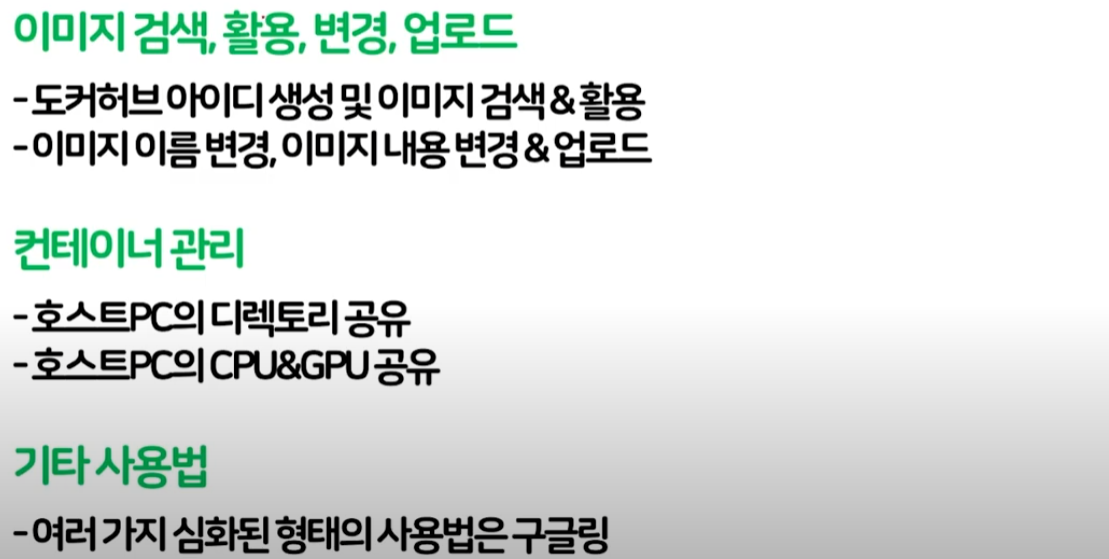 이미지 검색, 활용, 변경, 업로드
- 도커허브 아이디 생성 및 이미지 검색 & 활용
- 이미지 이름 변경, 이미지 내용 변경 & 업로드
컨테이너 관리
- 호스트PC의 디렉토리 공유
- 호스트PC의 CPU&GPU 공유
기타 사용법
- 여러 가지 심화된 형태의 사용법은 구글링